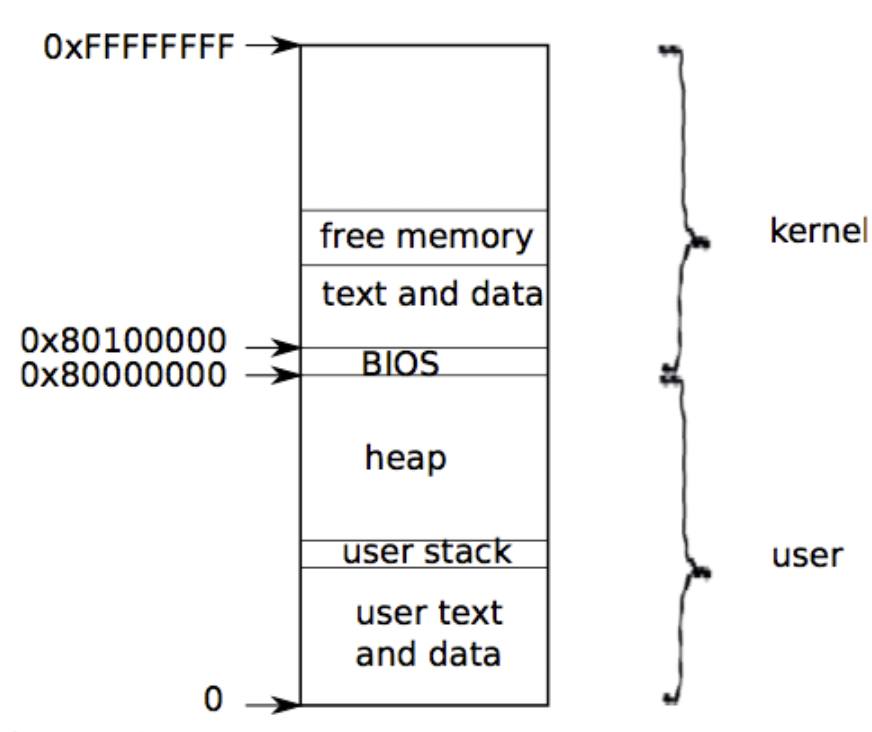 0xFFFFFFFF
free memory
kernel
text and data
0x80100000
BIOS
0x80000000
heap
user stack
user
user text
and data
0